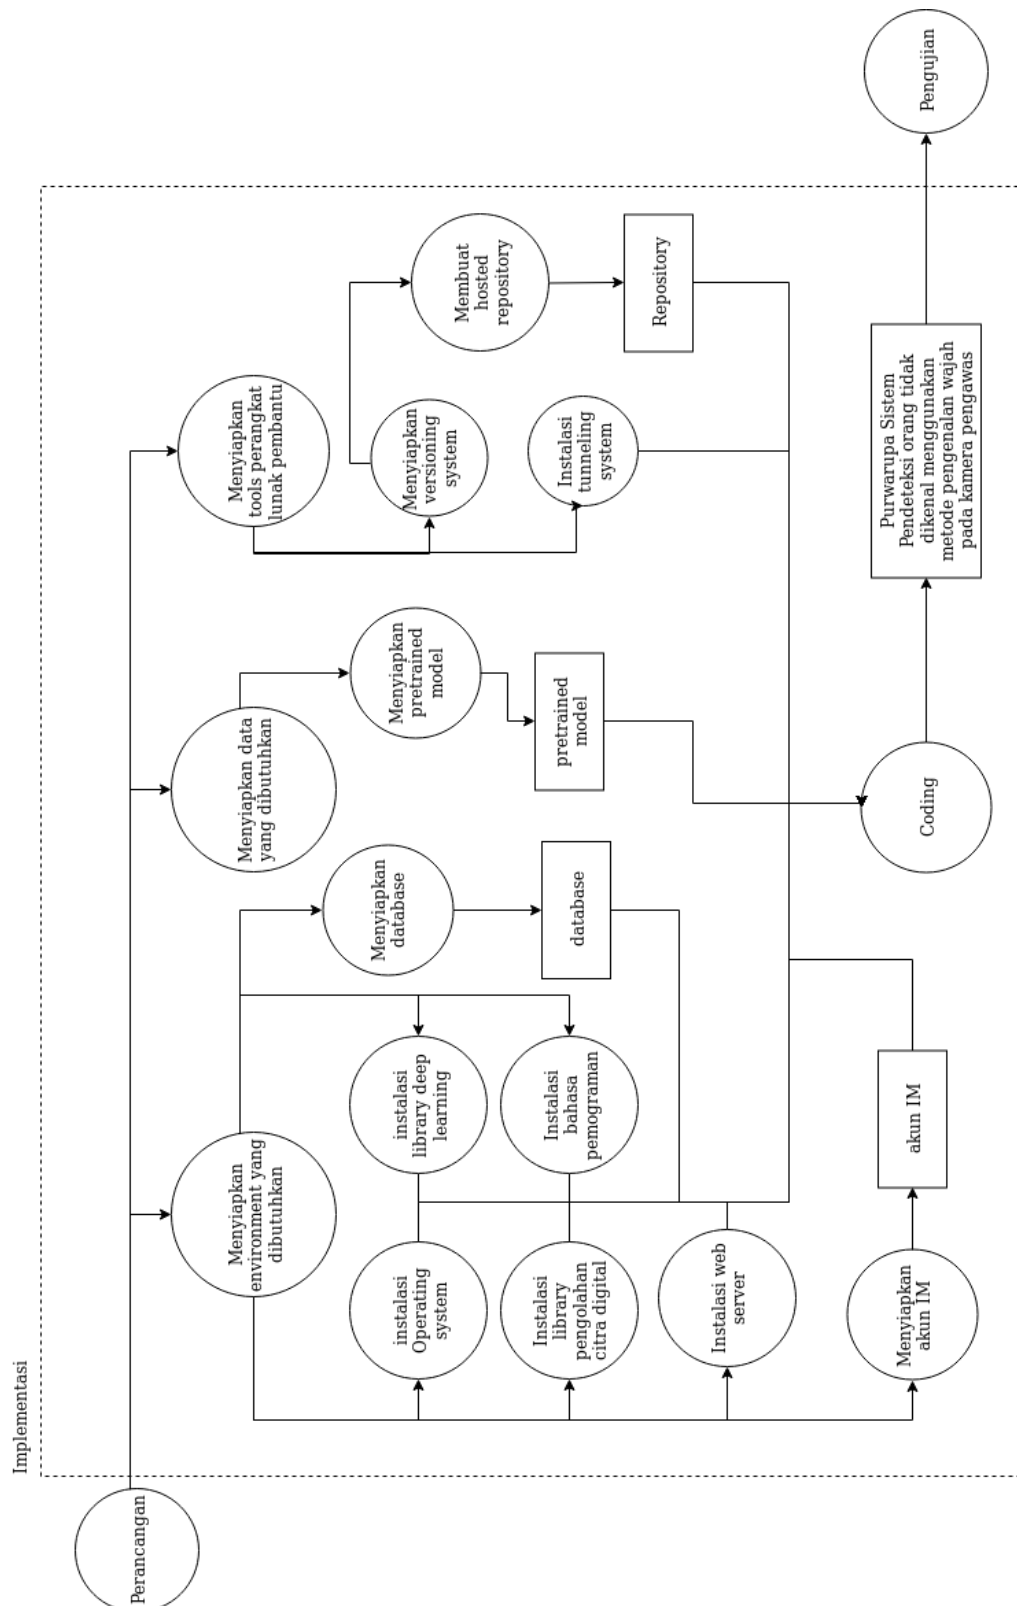 Implementasi
Perancangan
Menyiapkan
environment yang
dibutuhkan
Menyiapkan data
yang dibutuhkan
Menyiapkan
tools perangkat
lunak pembantu
instalasi
Operating
system
instalasi
library deep
learning
Menyiapkan
database
Menyiapkan
pretrained
model
Menyiapkan
versioning
system
Membuat
hosted
repository
Instalasi
library
pengolahan
citra digital
Instalasi
bahasa
pemograman
database
pretrained
model
Instalasi
tunneling
system
Repository
Instalasi web
server
Menyiapkan
akun IM
akun IM
Coding
Purwarupa Sistem
Pendeteksi orang tidak
dikenal menggunakan
metode pengenalan wajah
pada kamera pengawas
Pengujian